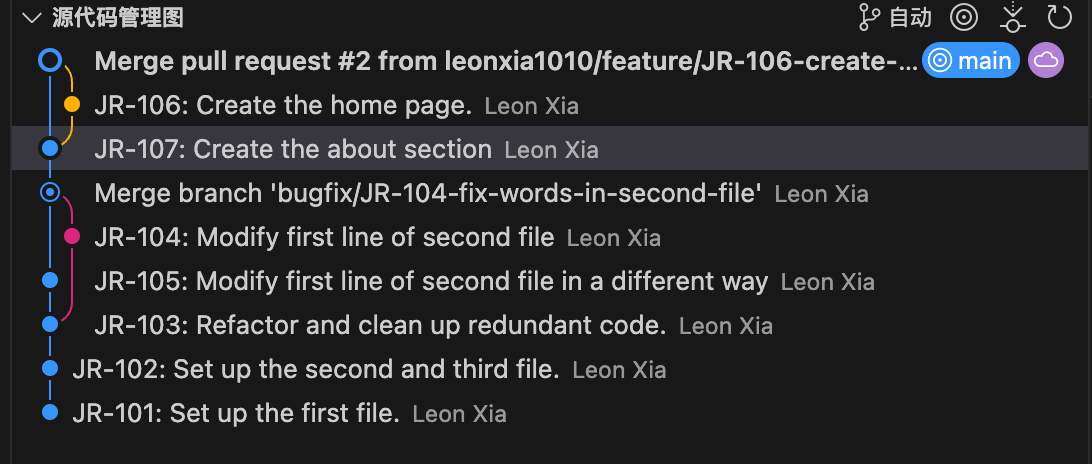 源代码管理图 自动
Merge pull request #2 from leonxia1010/feature/JR-106-create-... main
JR-106: Create the home page. Leon Xia
JR-107: Create the about section Leon Xia
Merge branch 'bugfix/JR-104-fix-words-in-second-file' Leon Xia
JR-104: Modify first line of second file Leon Xia
JR-105: Modify first line of second file in a different way Leon Xia
JR-103: Refactor and clean up redundant code. Leon Xia
JR-102: Set up the second and third file. Leon Xia
JR-101: Set up the first file. Leon Xia